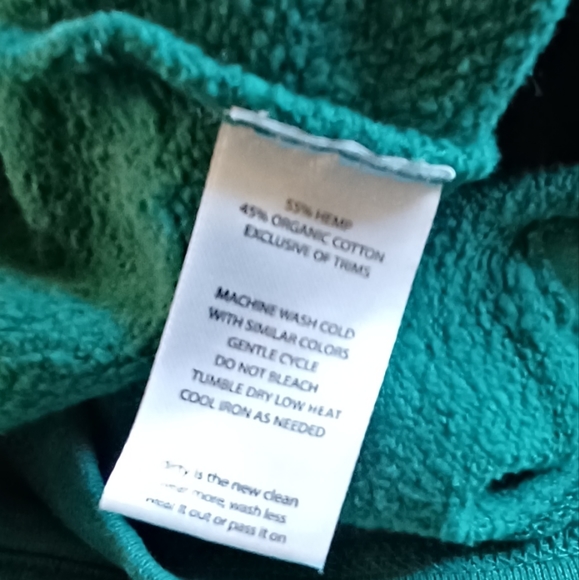 55% HEMP
45% ORGANIC COTTON
EXCLUSIVE OF TRIMS
MACHINE WASH COLD
WITH SIMILAR COLORS
GENTLE CYCLE
DO NOT BLEACH
TUMBLE DRY LOW HEAT
COOL IRON AS NEEDED
is the new clean
more, wash less
wear it out or pass it on